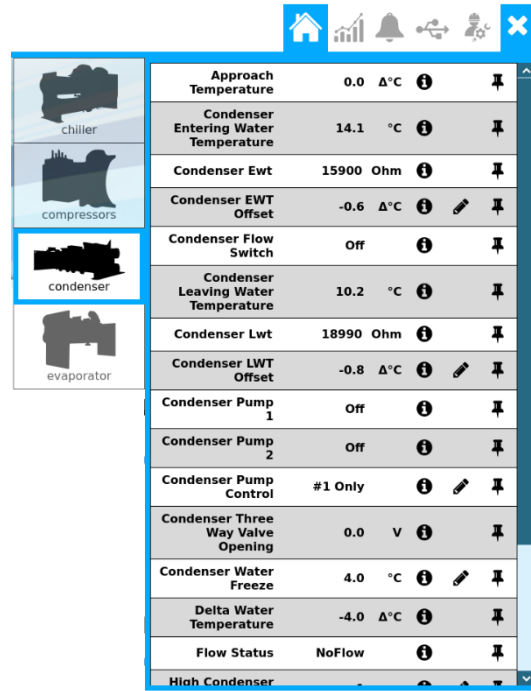 chiller
compressors
condenser
evaporator
Approach
Temperature
0.0 Δ°C
Condenser
Entering Water
Temperature
14.1 °C
Condenser Ewt 15900 Ohm
Condenser EWT
Offset
-0.6 Δ°C
Condenser Flow
Switch
Off
Condenser
Leaving Water
Temperature
10.2 °C
Condenser Lwt 18990 Ohm
Condenser LWT
Offset
-0.8 Δ°C
Condenser Pump
1
Off
Condenser Pump
2
Off
Condenser Pump
Control
#1 Only
Condenser Three
Way Valve
Opening
0.0 V
Condenser Water
Freeze
4.0 °C
Delta Water
Temperature
-4.0 Δ°C
Flow Status NoFlow
High Condenser